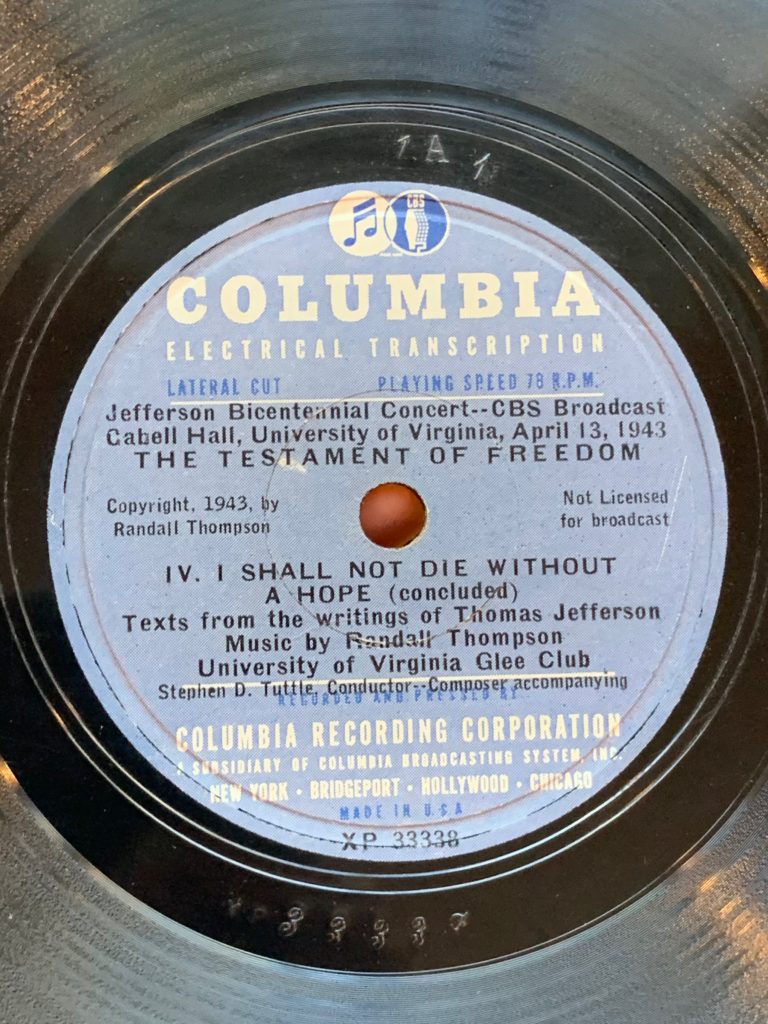 1 A 1
CBS
COLUMBIA
ELECTRICAL TRANSCRIPTION
LATERAL CUT PLAYING SPEED 78 R.P.M.
Jefferson Bicentennial Concert--CBS Broadcast
Cabell Hall, University of Virginia, April 13, 1943
THE TESTAMENT OF FREEDOM
Copyright, 1943, by
Randall Thompson
Not Licensed
for broadcast
IV. I SHALL NOT DIE WITHOUT
A HOPE (concluded)
Texts from the writings of Thomas Jefferson
Music by Randall Thompson
University of Virginia Glee Club
Stephen D. Tuttle, Conductor--Composer accompanying
RECORDED AND PRESSED BY
COLUMBIA RECORDING CORPORATION
A SUBSIDIARY OF COLUMBIA BROADCASTING SYSTEM, INC.
NEW YORK • BRIDGEPORT • HOLLYWOOD • CHICAGO
MADE IN U.S.A
XP 33338